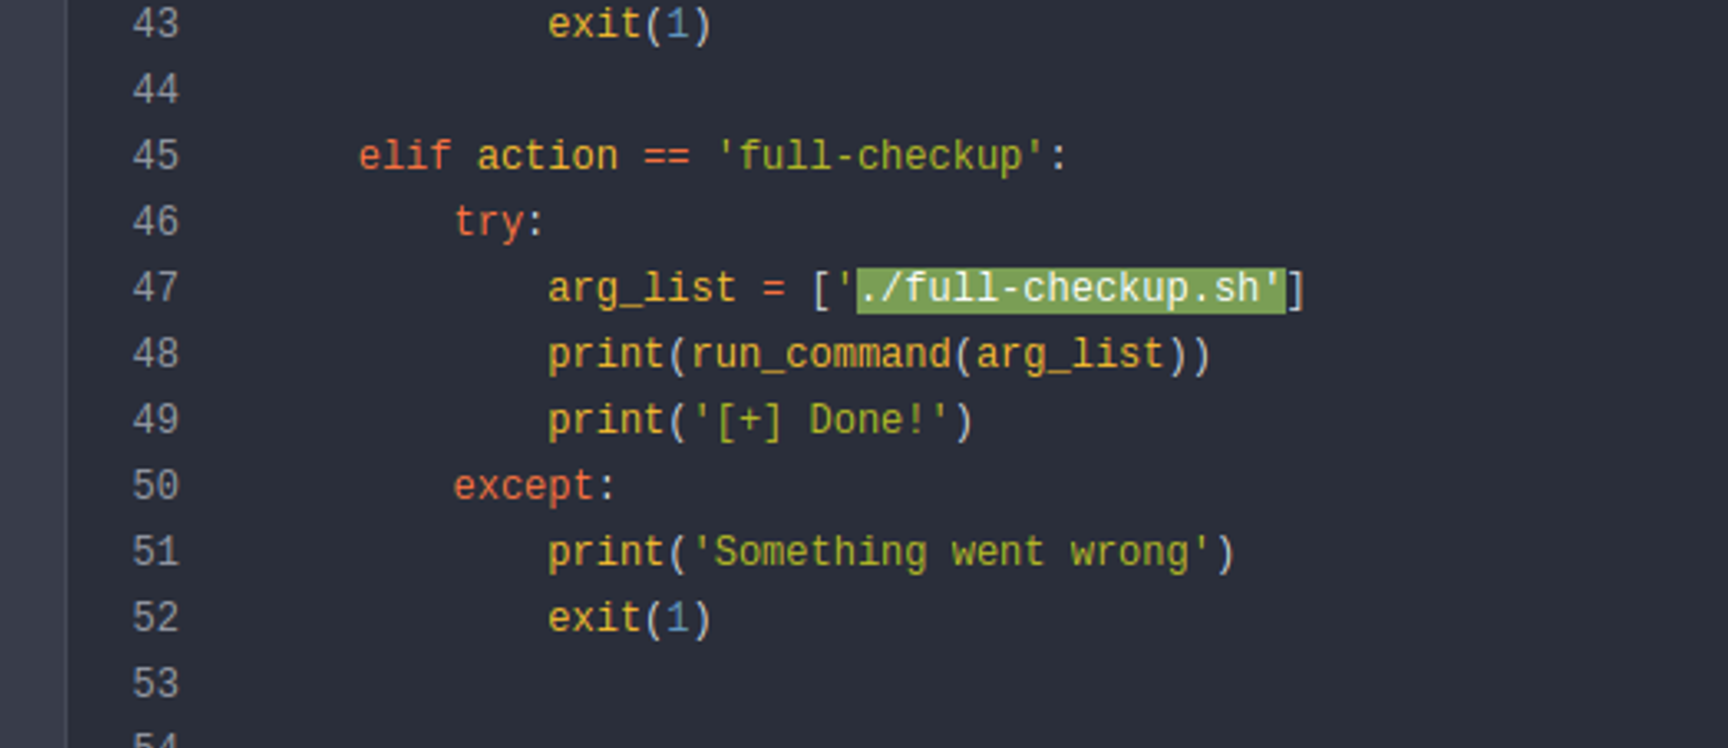 43 exit(1)
44
45 elif action == 'full-checkup':
46 try:
47 arg_list = ['./full-checkup.sh']
48 print(run_command(arg_list))
49 print('[+] Done!')
50 except:
51 print('Something went wrong')
52 exit(1)
53
54